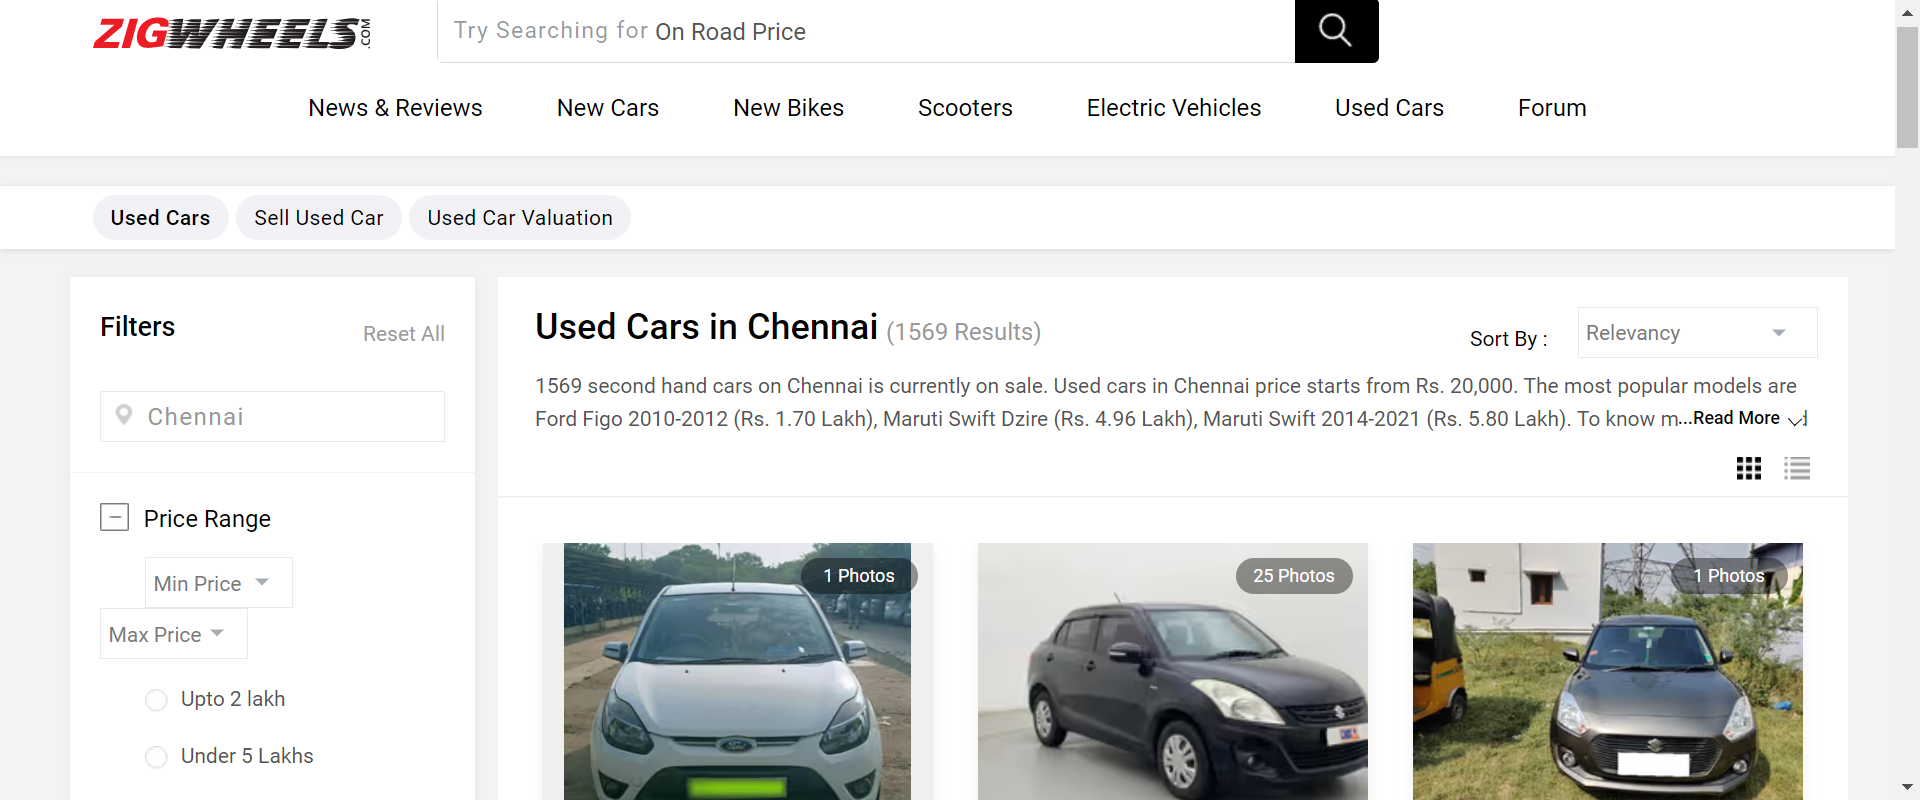 ZIGWHEELS.COM
Try Searching for On Road Price
News & Reviews New Cars New Bikes Scooters Electric Vehicles Used Cars Forum
Used Cars Sell Used Car Used Car Valuation
Filters
Reset All
Chennai
Price Range
Min Price
Max Price
Upto 2 lakh
Under 5 Lakhs
Used Cars in Chennai (1569 Results)
Sort By : Relevancy
1569 second hand cars on Chennai is currently on sale. Used cars in Chennai price starts from Rs. 20,000. The most popular models are
Ford Figo 2010-2012 (Rs. 1.70 Lakh), Maruti Swift Dzire (Rs. 4.96 Lakh), Maruti Swift 2014-2021 (Rs. 5.80 Lakh). To know m...Read More
1 Photos
25 Photos
1 Photos